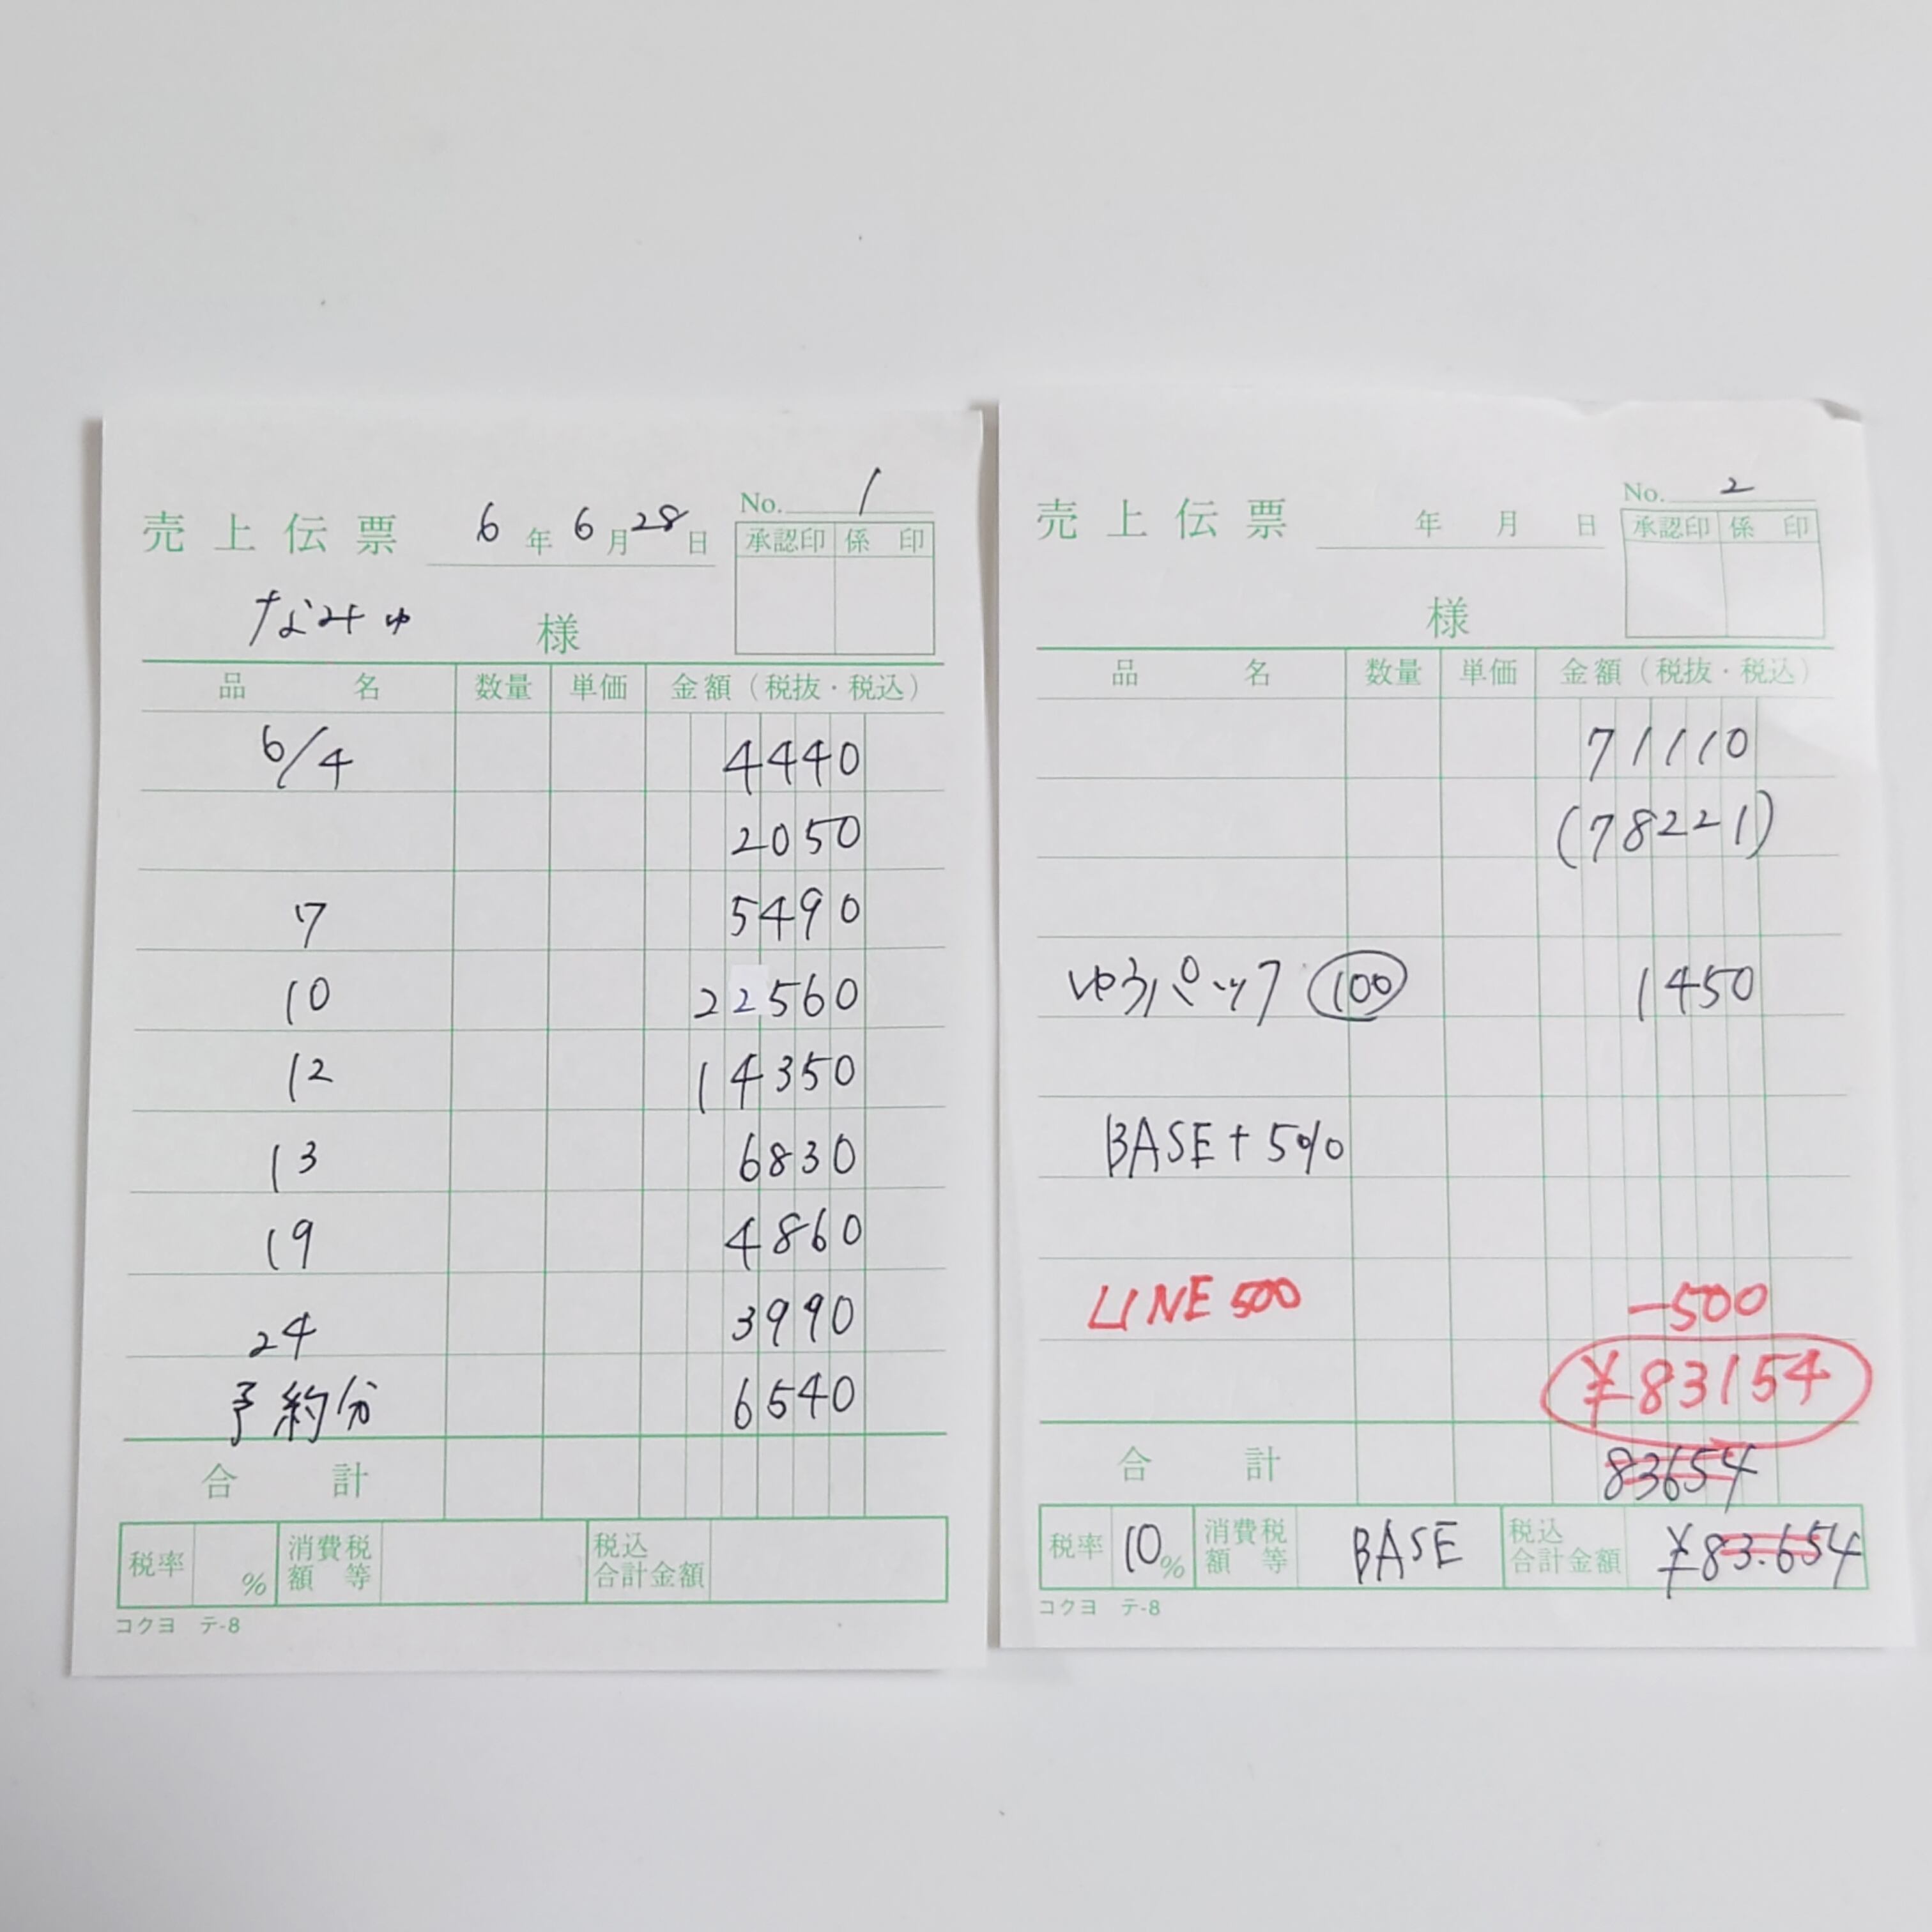 No. 1
売上伝票 6年6月28日
承認印 係印
なみゅ 様
品名 数量 単価 金額（税抜・税込）
6/4 4440
2050
7 5490
10 22560
12 14350
13 6830
19 4860
24 3990
予約分 6540
合計
税率 % 消費税額等 税込合計金額
コクヨ テ-8
No. 2
売上伝票 年 月 日
承認印 係印
様
品名 数量 単価 金額（税抜・税込）
71110
(78221)
ゆうパック 100 1450
BASE+5%
LINE 500 -500
¥83154
合計 83654
税率 10% 消費税額等 BASE 税込合計金額 ¥83.654
コクヨ テ-8